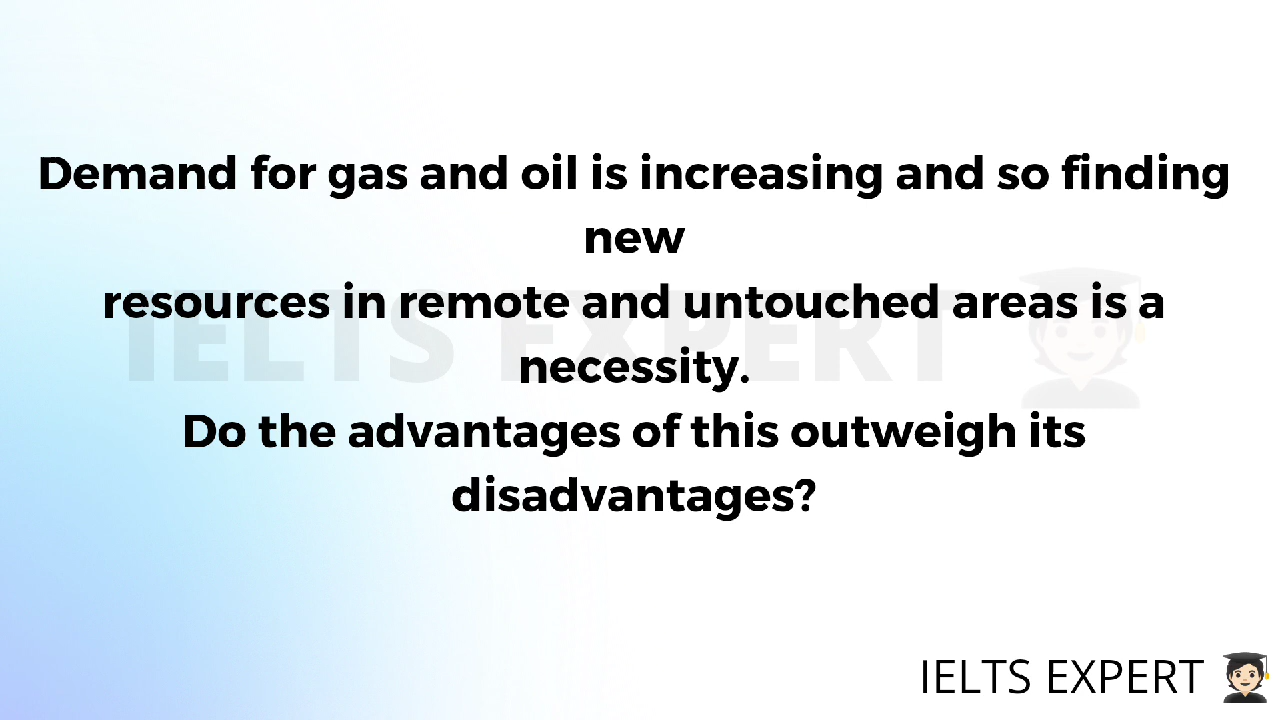 Demand for gas and oil is increasing and so finding
new
resources in remote and untouched areas is a
necessity.
Do the advantages of this outweigh its
disadvantages?
IELTS EXPERT
IELTS EXPERT